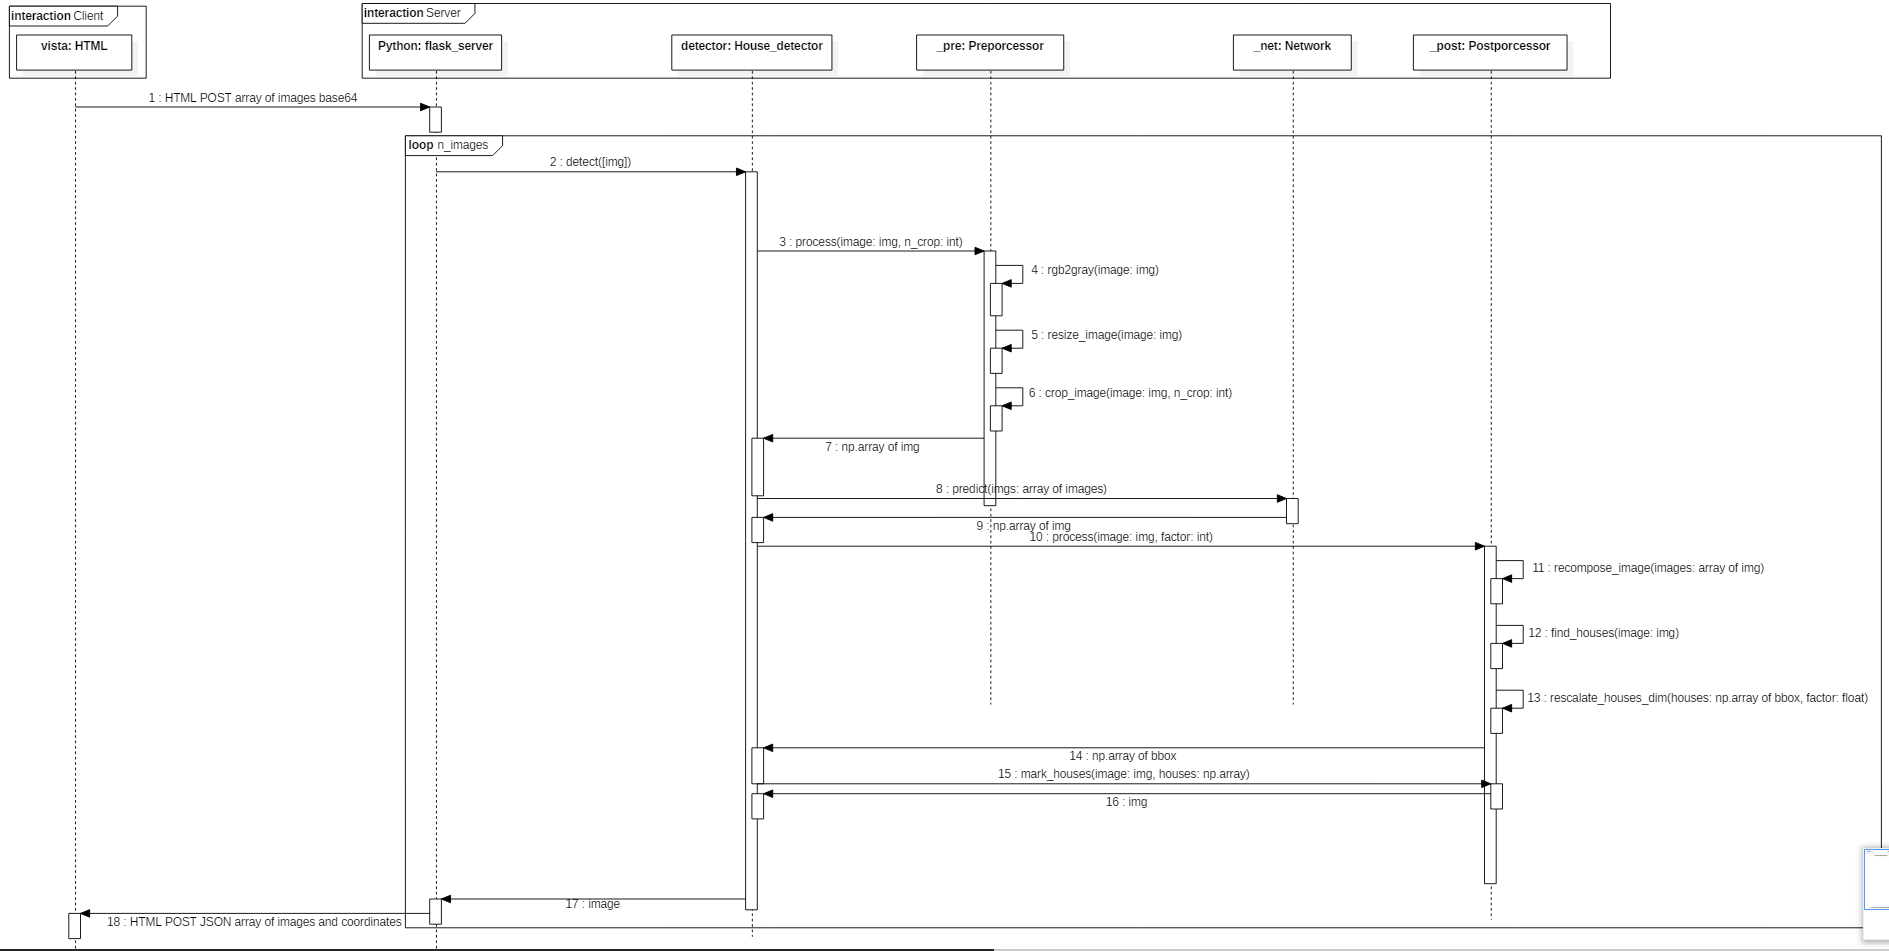 interaction Client
interaction Server
vista: HTML
Python: flask_server
detector: House_detector
_pre: Preporcessor
_net: Network
_post: Postporcessor
1 : HTML POST array of images base64
loop n_images
2 : detect([img])
3 : process(image: img, n_crop: int)
4 : rgb2gray(image: img)
5 : resize_image(image: img)
6 : crop_image(image: img, n_crop: int)
7 : np.array of img
8 : predict(imgs: array of images)
9 : np.array of img
10 : process(image: img, factor: int)
11 : recompose_image(images: array of img)
12 : find_houses(image: img)
13 : rescalate_houses_dim(houses: np.array of bbox, factor: float)
14 : np.array of bbox
15 : mark_houses(image: img, houses: np.array)
16 : img
17 : image
18 : HTML POST JSON array of images and coordinates